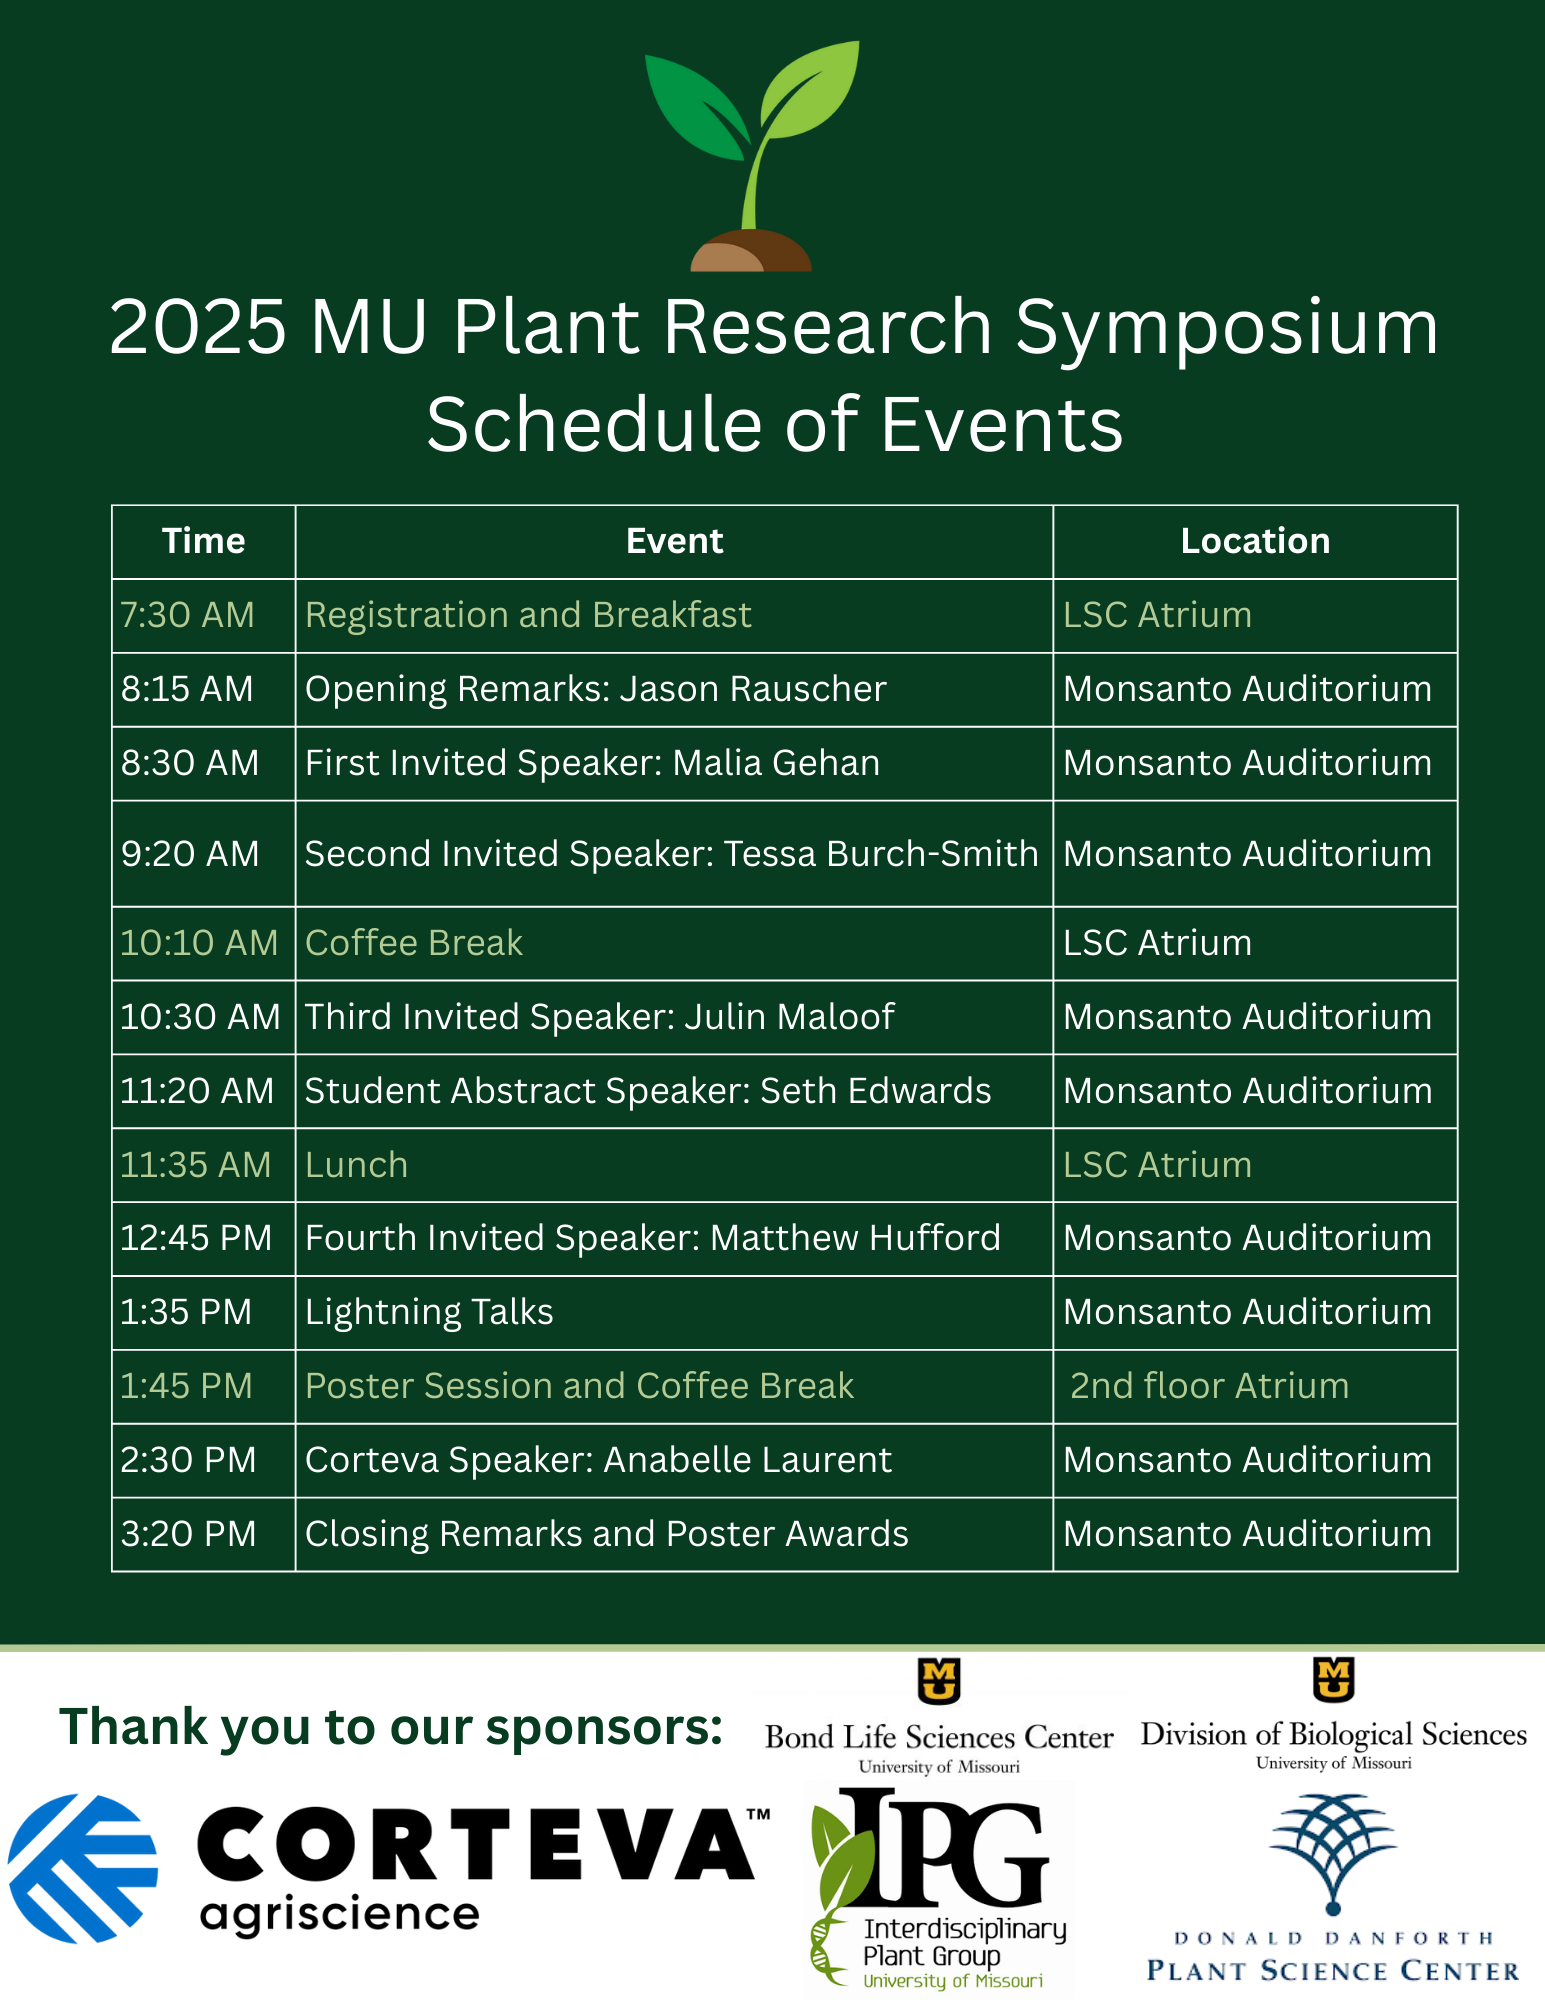 2025 MU Plant Research Symposium
Schedule of Events
Time Event Location
7:30 AM Registration and Breakfast LSC Atrium
8:15 AM Opening Remarks: Jason Rauscher Monsanto Auditorium
8:30 AM First Invited Speaker: Malia Gehan Monsanto Auditorium
9:20 AM Second Invited Speaker: Tessa Burch-Smith Monsanto Auditorium
10:10 AM Coffee Break LSC Atrium
10:30 AM Third Invited Speaker: Julin Maloof Monsanto Auditorium
11:20 AM Student Abstract Speaker: Seth Edwards Monsanto Auditorium
11:35 AM Lunch LSC Atrium
12:45 PM Fourth Invited Speaker: Matthew Hufford Monsanto Auditorium
1:35 PM Lightning Talks Monsanto Auditorium
1:45 PM Poster Session and Coffee Break 2nd floor Atrium
2:30 PM Corteva Speaker: Anabelle Laurent Monsanto Auditorium
3:20 PM Closing Remarks and Poster Awards Monsanto Auditorium
Thank you to our sponsors:
MU
Bond Life Sciences Center
University of Missouri
MU
Division of Biological Sciences
University of Missouri
CORTEVA™
agriscience
IPG
Interdisciplinary
Plant Group
University of Missouri
DONALD DANFORTH
PLANT SCIENCE CENTER